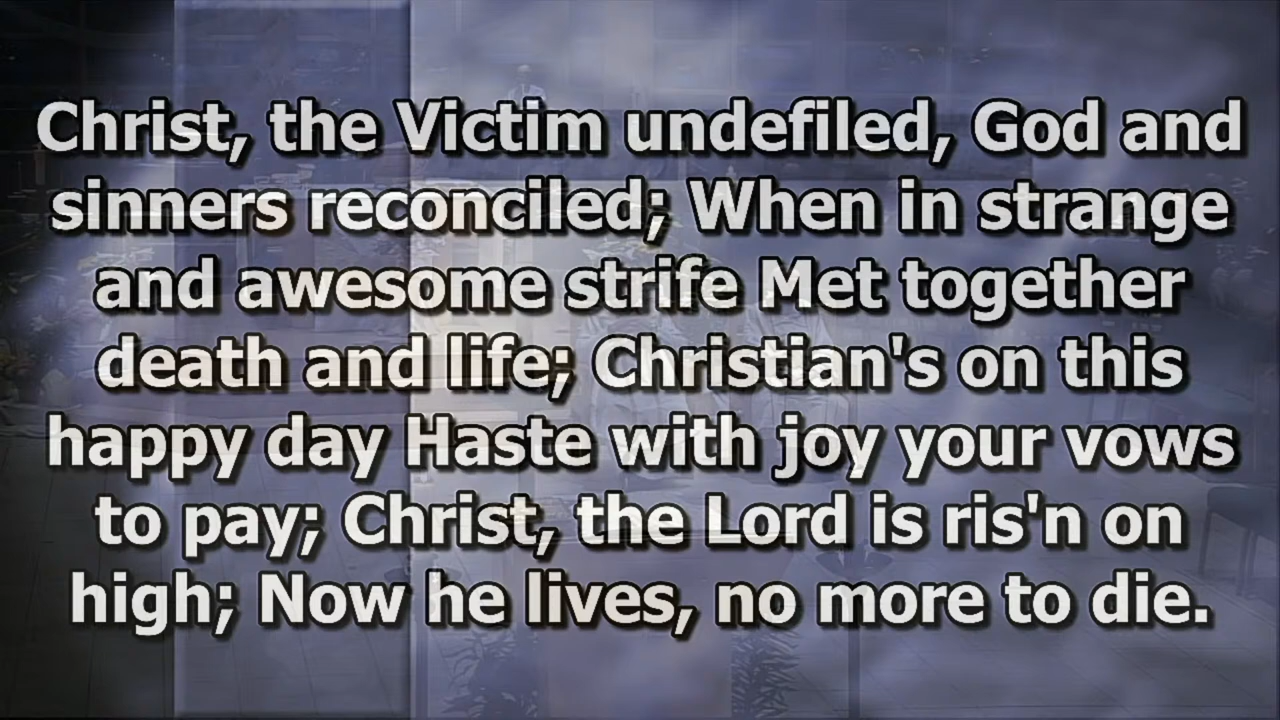 Christ, the Victim undefiled, God and
sinners reconciled; When in strange
and awesome strife Met together
death and life; Christian's on this
happy day Haste with joy your vows
to pay; Christ, the Lord is ris'n on
high; Now he lives, no more to die.